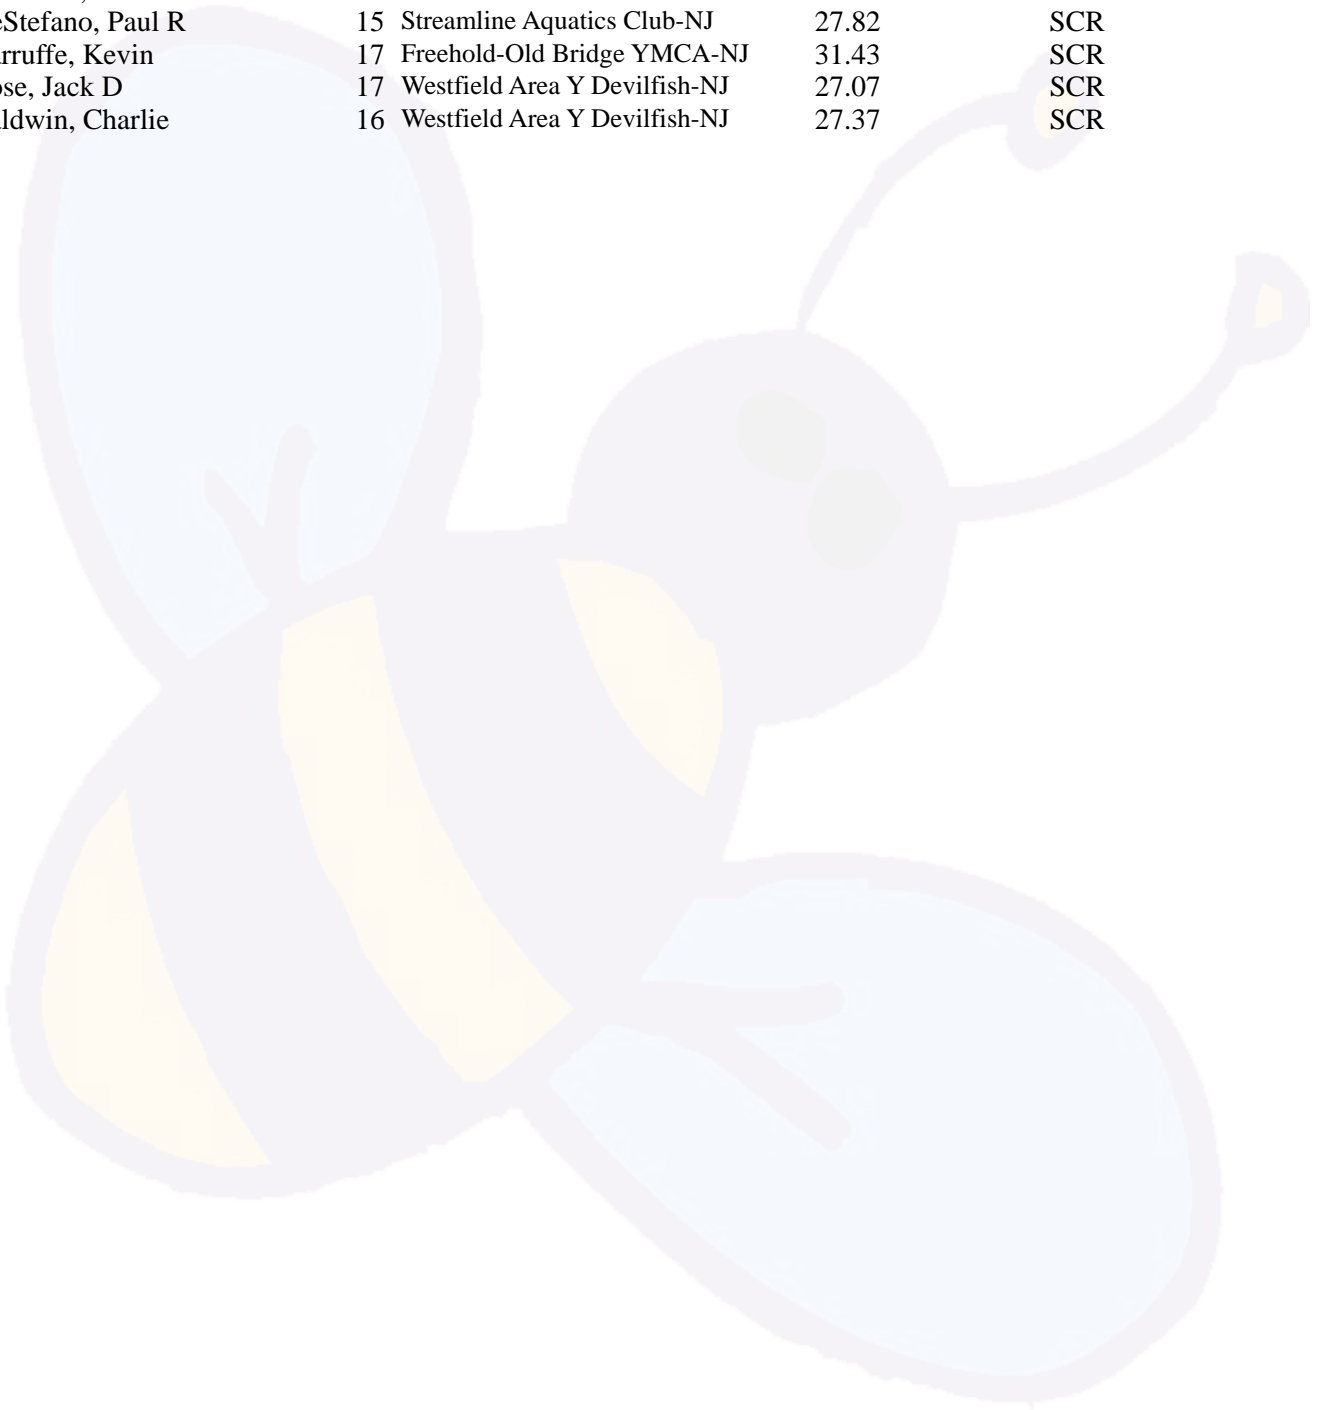 eStefano, Paul R 15 Streamline Aquatics Club-NJ 27.82 SCR
arruffe, Kevin 17 Freehold-Old Bridge YMCA-NJ 31.43 SCR
ose, Jack D 17 Westfield Area Y Devilfish-NJ 27.07 SCR
aldwin, Charlie 16 Westfield Area Y Devilfish-NJ 27.37 SCR